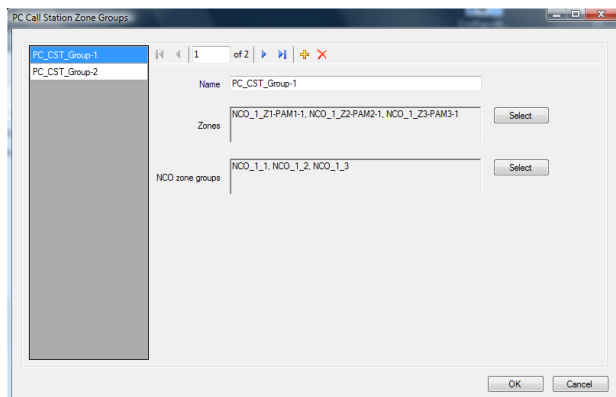 PC Call Station Zone Groups
PC_CST_Group-1
PC_CST_Group-2
1 of 2
Name PC_CST_Group-1
Zones NCO_1_Z1-PAM1-1, NCO_1_Z2-PAM2-1, NCO_1_Z3-PAM3-1 Select
NCO zone groups NCO_1_1, NCO_1_2, NCO_1_3 Select
OK Cancel